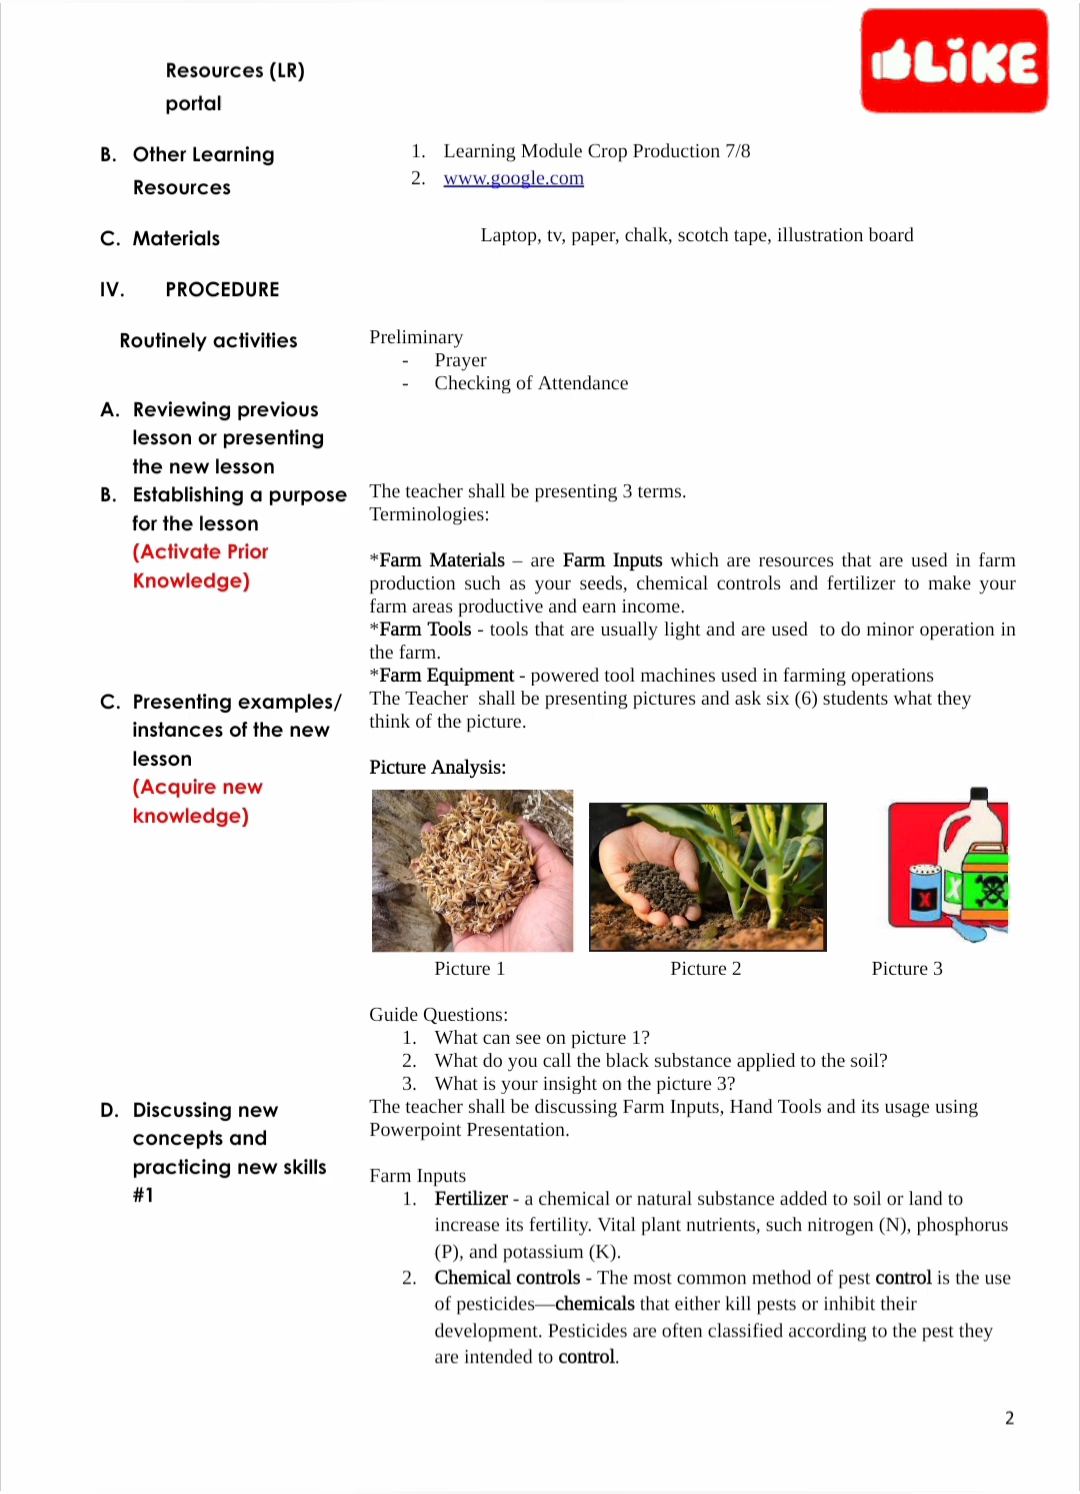 LiKE
Resources (LR)
portal
B. Other Learning
Resources
1. Learning Module Crop Production 7/8
2. www.google.com
C. Materials
Laptop, tv, paper, chalk, scotch tape, illustration board
IV. PROCEDURE
Routinely activities
Preliminary
- Prayer
- Checking of Attendance
A. Reviewing previous
lesson or presenting
the new lesson
B. Establishing a purpose
for the lesson
(Activate Prior
Knowledge)
The teacher shall be presenting 3 terms.
Terminologies:
*Farm Materials – are Farm Inputs which are resources that are used in farm
production such as your seeds, chemical controls and fertilizer to make your
farm areas productive and earn income.
*Farm Tools - tools that are usually light and are used to do minor operation in
the farm.
*Farm Equipment - powered tool machines used in farming operations
C. Presenting examples/
instances of the new
lesson
(Acquire new
knowledge)
The Teacher shall be presenting pictures and ask six (6) students what they
think of the picture.
Picture Analysis:
X
X
Picture 1
Picture 2
Picture 3
Guide Questions:
1. What can see on picture 1?
2. What do you call the black substance applied to the soil?
3. What is your insight on the picture 3?
D. Discussing new
concepts and
practicing new skills
#1
The teacher shall be discussing Farm Inputs, Hand Tools and its usage using
Powerpoint Presentation.
Farm Inputs
1. Fertilizer - a chemical or natural substance added to soil or land to
increase its fertility. Vital plant nutrients, such nitrogen (N), phosphorus
(P), and potassium (K).
2. Chemical controls - The most common method of pest control is the use
of pesticides—chemicals that either kill pests or inhibit their
development. Pesticides are often classified according to the pest they
are intended to control.
2